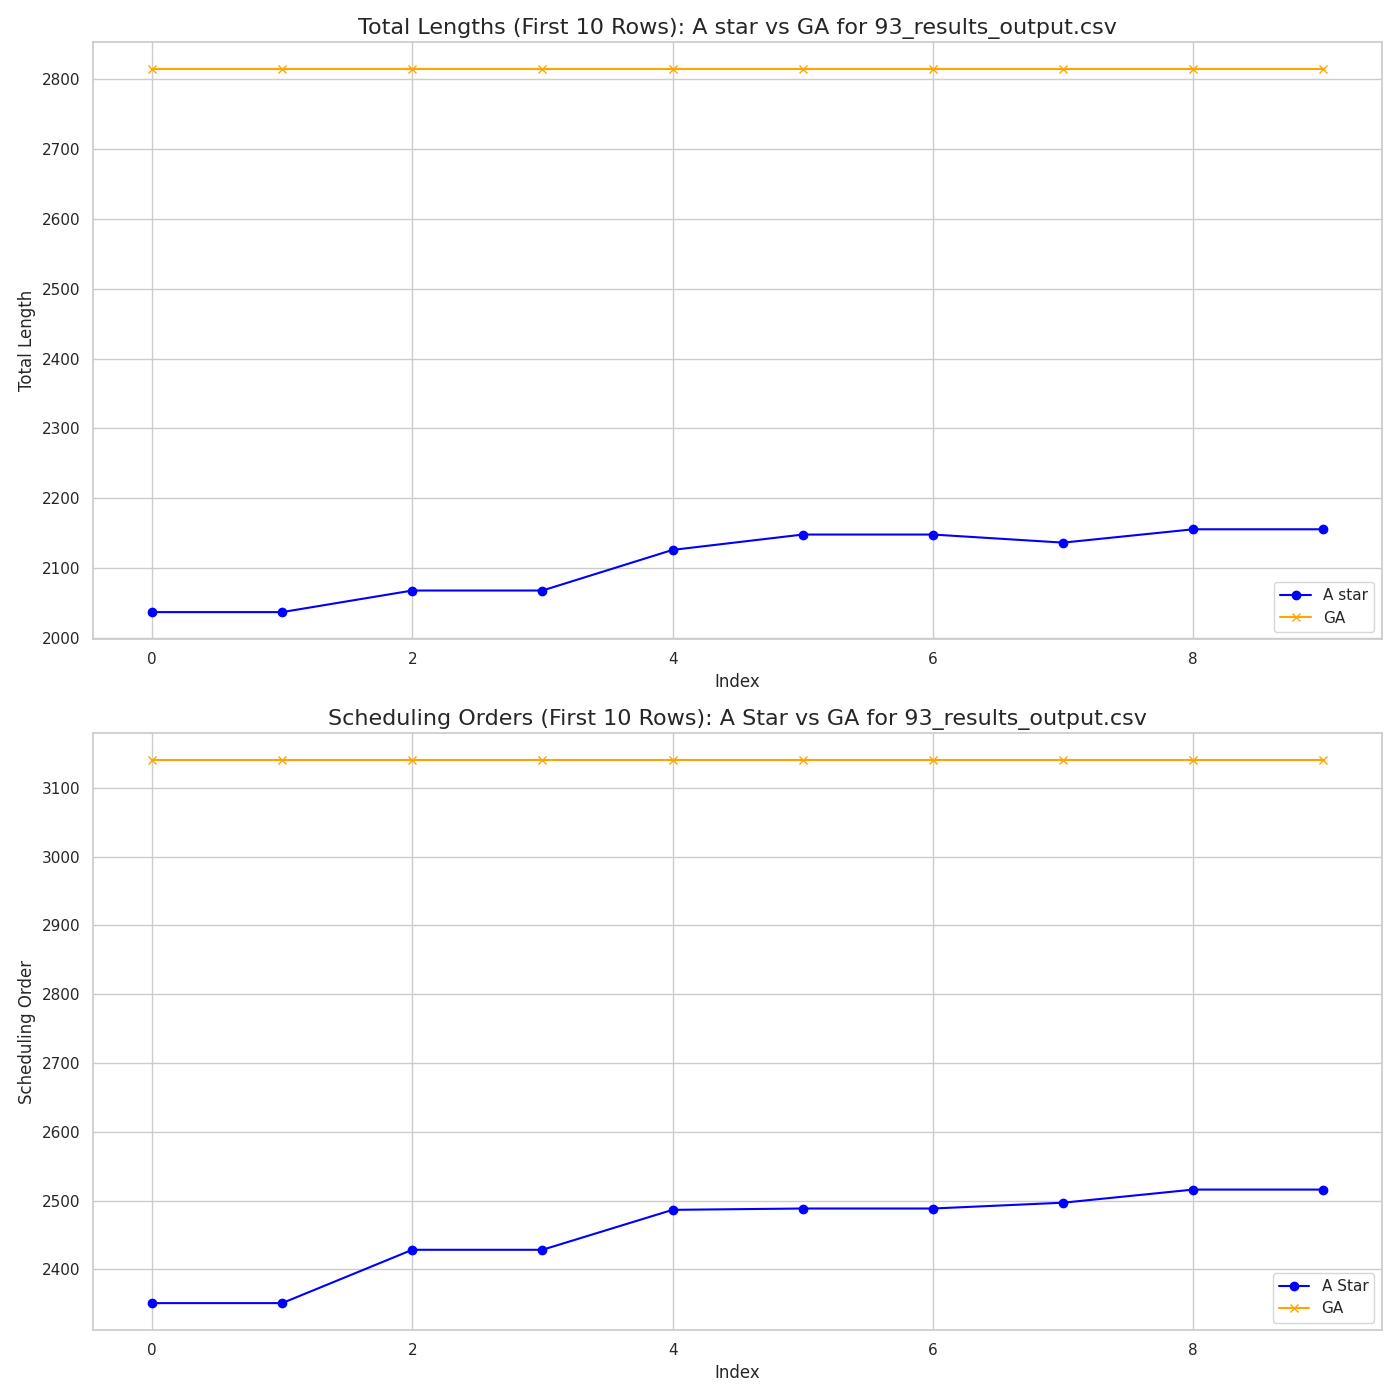 Total Lengths (First 10 Rows): A star vs GA for 93_results_output.csv
2800
2700
2600
2500
2400
2300
2200
2100
2000
Total Length
A star
GA
0 2 4 6 8
Index
Scheduling Orders (First 10 Rows): A Star vs GA for 93_results_output.csv
3100
3000
2900
2800
2700
2600
2500
2400
Scheduling Order
A Star
GA
0 2 4 6 8
Index